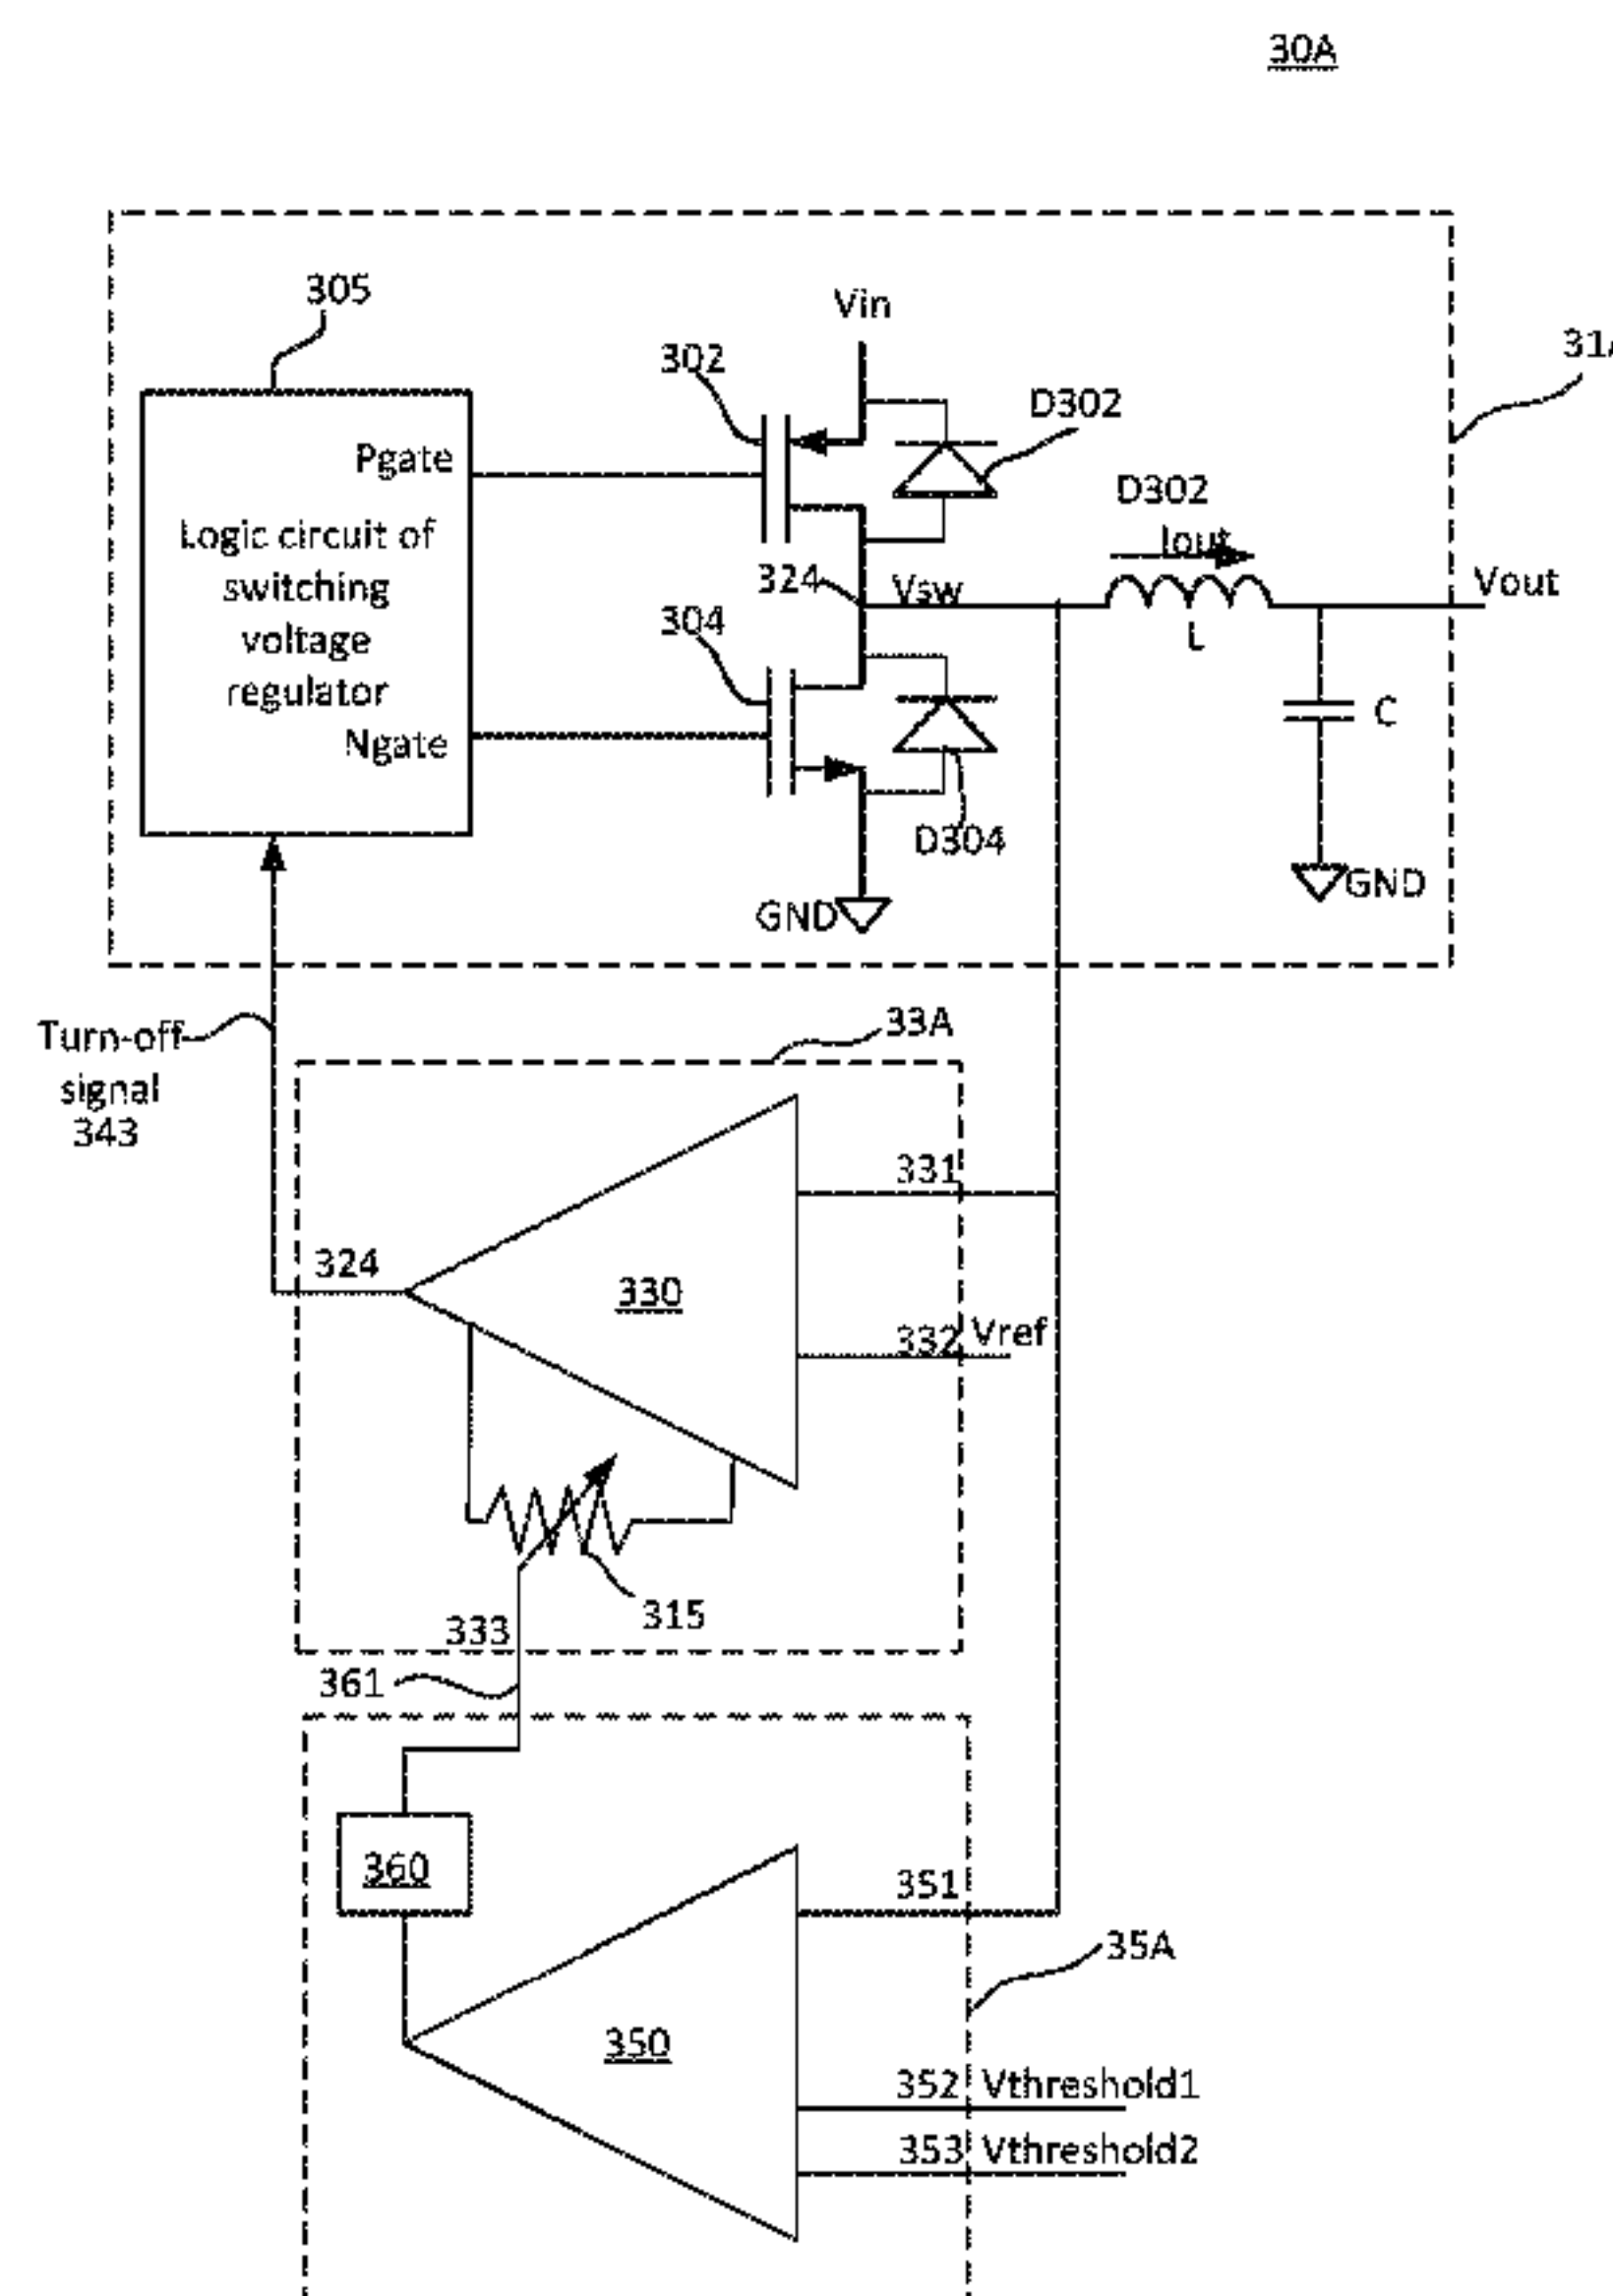 30A
305
Vin
302
D302
31
Pgate
D302
Iout
Logic circuit of
switching
voltage
regulator
324
Vsw
Vout
304
L
C
Ngate
D304
GND
GND
Turn-off
signal
343
33A
331
324
330
332
Vref
315
333
361
360
351
35A
350
352
Vthreshold1
353
Vthreshold2